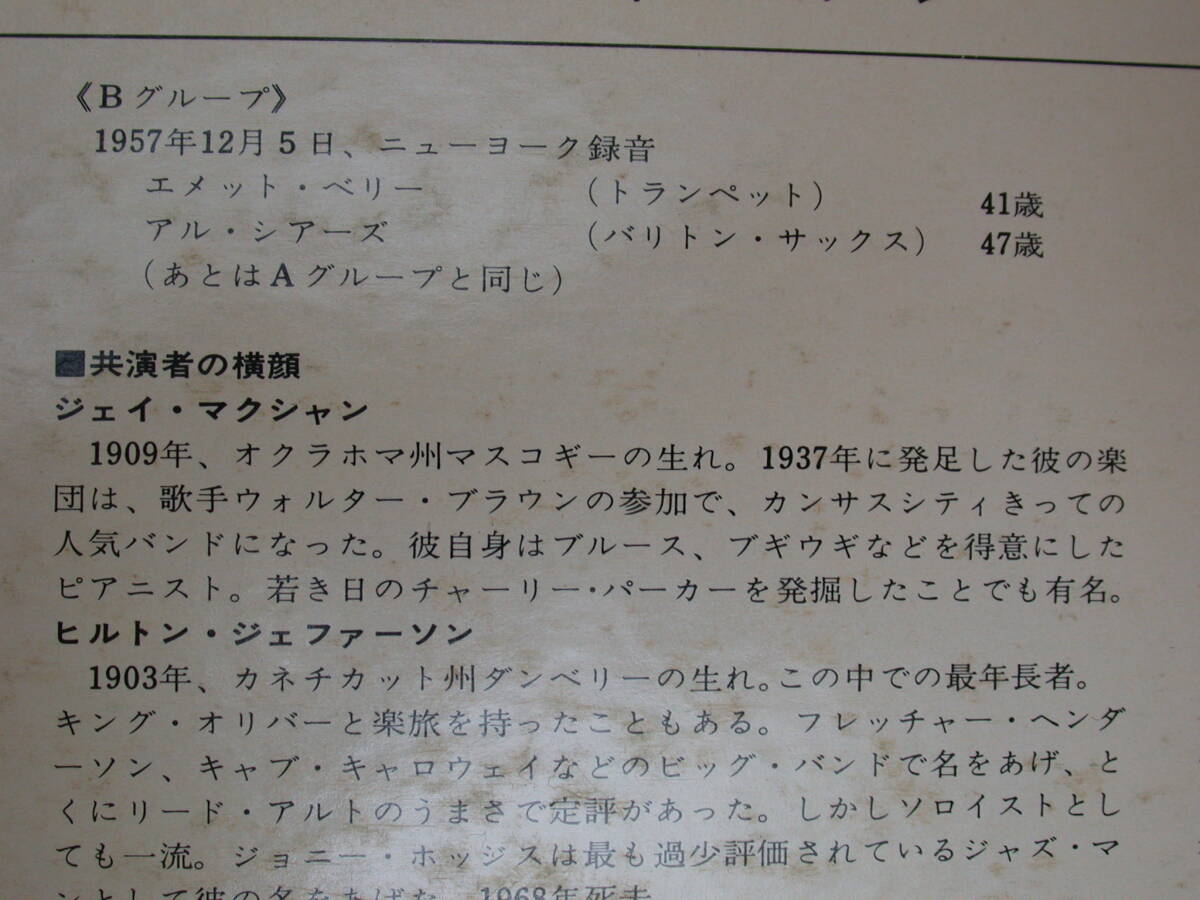 《Bグループ》
1957年12月5日、ニューヨーク録音
エメット・ベリー (トランペット) 41歳
アル・シアーズ (バリトン・サックス) 47歳
(あとはAグループと同じ)
■共演者の横顔
ジェイ・マクシャン
1909年、オクラホマ州マスコギーの生れ。1937年に発足した彼の楽
団は、歌手ウォルター・ブラウンの参加で、カンサスシティきっての
人気バンドになった。彼自身はブルース、ブギウギなどを得意にした
ピアニスト。若き日のチャーリー・パーカーを発掘したことでも有名。
ヒルトン・ジェファーソン
1903年、カネチカット州ダンベリーの生れ。この中での最年長者。
キング・オリバーと楽旅を持ったこともある。フレッチャー・ヘンダ
ーソン、キャブ・キャロウェイなどのビッグ・バンドで名をあげ、と
くにリード・アルトのうまさで定評があった。しかしソロイストとし
ても一流。ジョニー・ホッジスは最も過少評価されているジャズ・マ
ンとして彼の名をあげた。1968年死去